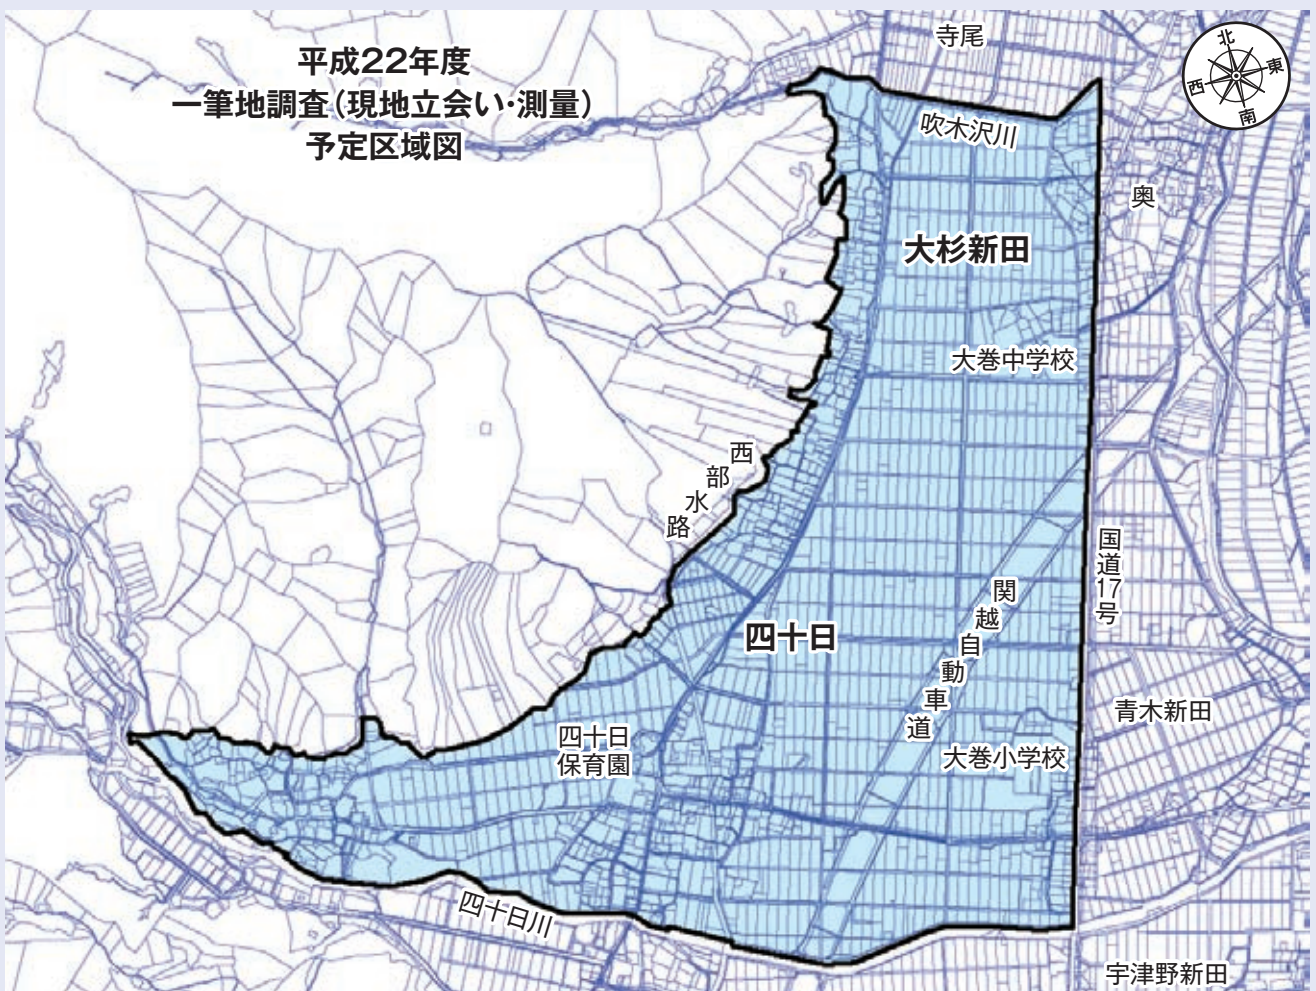 平成22年度
一筆地調査(現地立会い・測量)
予定区域図
寺尾
北
東
西
南
吹木沢川
奥
大杉新田
大巻中学校
西部水路
国道17号
関越自動車道
四十日
青木新田
四十日
保育園
大巻小学校
四十日川
宇津野新田